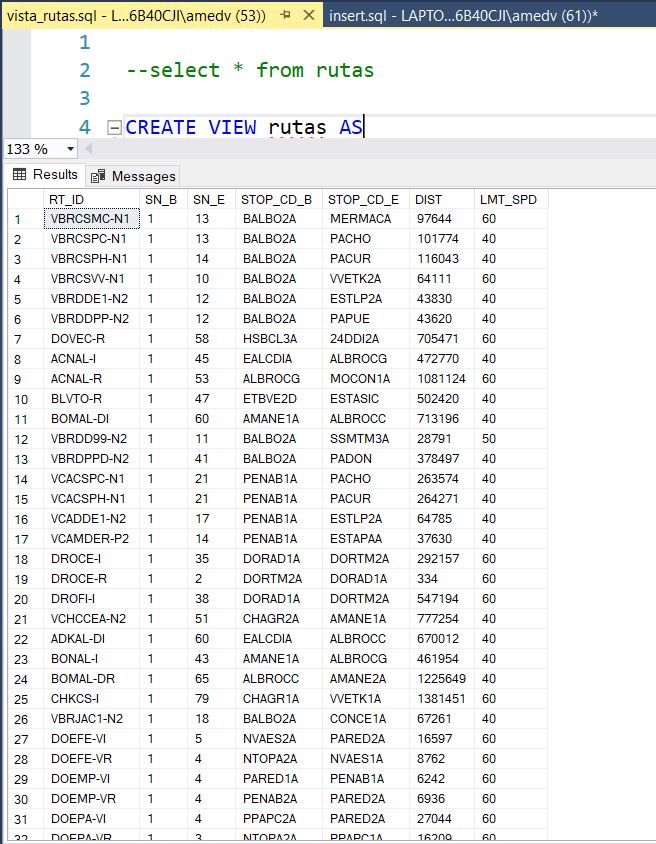 vista_rutas.sql - L...6B40CJI\amedv (53)) insert.sql - LAPTO...6B40CJI\amedv (61))*
1
2 --select * from rutas
3
4 CREATE VIEW rutas AS
133 %
Results Messages
RT_ID SN_B SN_E STOP_CD_B STOP_CD_E DIST LMT_SPD
1 VBRCSMC-N1 1 13 BALBO2A MERMACA 97644 60
2 VBRCSPC-N1 1 13 BALBO2A PACHO 101774 40
3 VBRCSPH-N1 1 14 BALBO2A PACUR 116043 40
4 VBRCSVV-N1 1 10 BALBO2A VVETK2A 64111 60
5 VBRDDE1-N2 1 12 BALBO2A ESTLP2A 43830 40
6 VBRDDPP-N2 1 12 BALBO2A PAPUE 43620 40
7 DOVEC-R 1 58 HSBCL3A 24DDI2A 705471 60
8 ACNAL-I 1 45 EALCDIA ALBROCG 472770 40
9 ACNAL-R 1 53 ALBROCG MOCON1A 1081124 60
10 BLVTO-R 1 47 ETBVE2D ESTASIC 502420 40
11 BOMAL-DI 1 60 AMANE1A ALBROCC 713196 40
12 VBRDD99-N2 1 11 BALBO2A SSMTM3A 28791 50
13 VBRDPPD-N2 1 41 BALBO2A PADON 378497 40
14 VCACSPC-N1 1 21 PENAB1A PACHO 263574 40
15 VCACSPH-N1 1 21 PENAB1A PACUR 264271 40
16 VCADDE1-N2 1 17 PENAB1A ESTLP2A 64785 40
17 VCAMDER-P2 1 14 PENAB1A ESTAPAA 37630 40
18 DROCE-I 1 35 DORAD1A DORTM2A 292157 60
19 DROCE-R 1 2 DORTM2A DORAD1A 334 60
20 DROFI-I 1 38 DORAD1A DORTM2A 547194 60
21 VCHCCEA-N2 1 51 CHAGR2A AMANE1A 777254 40
22 ADKAL-DI 1 60 EALCDIA ALBROCC 670012 40
23 BONAL-I 1 43 AMANE1A ALBROCG 461954 40
24 BOMAL-DR 1 65 ALBROCC AMANE2A 1225649 40
25 CHKCS-I 1 79 CHAGR1A VVETK1A 1381451 60
26 VBRJAC1-N2 1 18 BALBO2A CONCE1A 67261 40
27 DOEFE-VI 1 5 NVAES2A PARED2A 16597 60
28 DOEFE-VR 1 4 NTOPA2A NVAES1A 8762 60
29 DOEMP-VI 1 4 PARED1A PENAB1A 6242 60
30 DOEMP-VR 1 4 PENAB2A PARED2A 6936 60
31 DOEPA-VI 1 4 PPAPC2A PARED2A 27044 60
32 DOEPA-VR 1 3 NTOPA2A PPAPC1A 16209 60